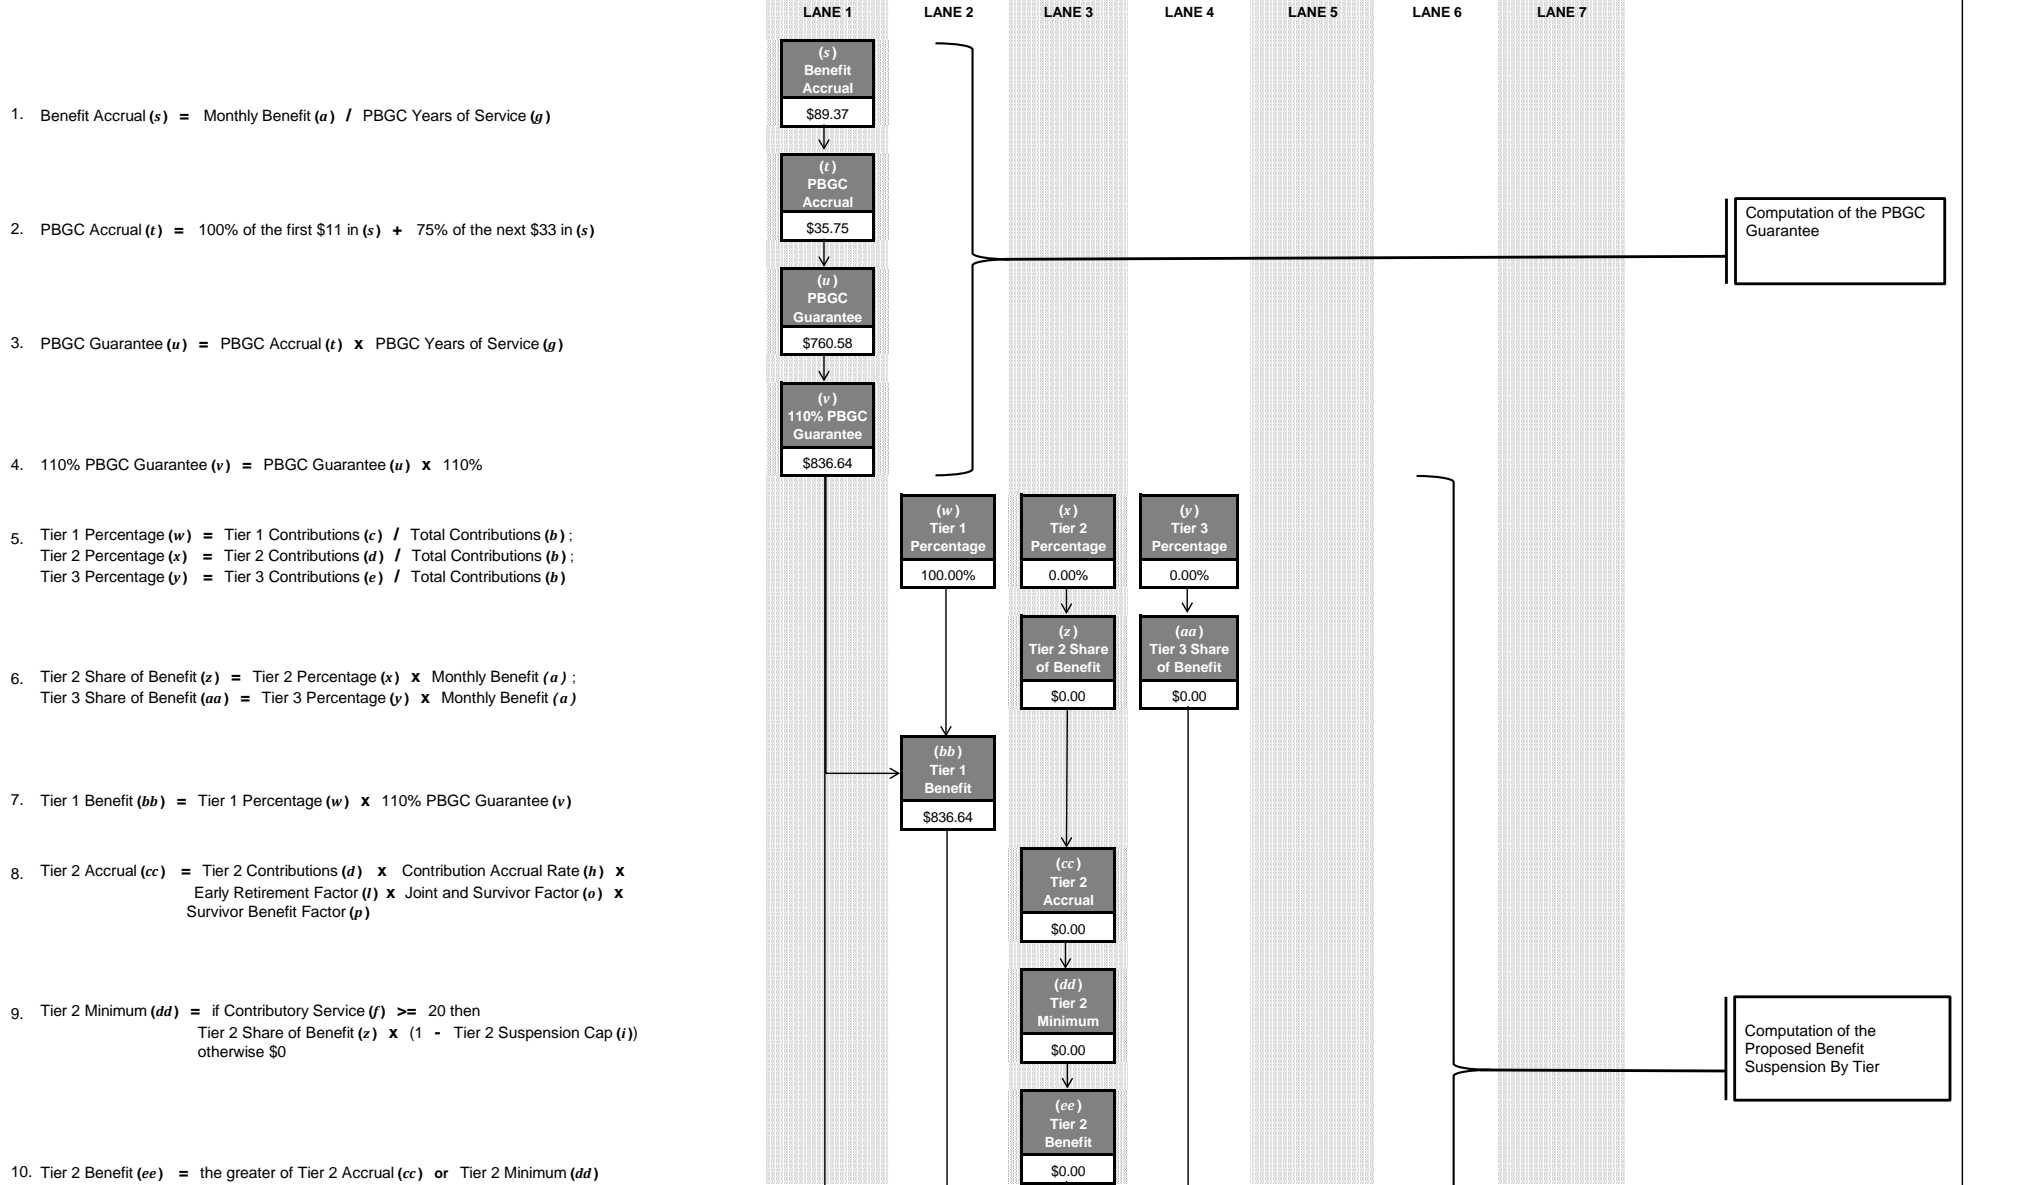 LANE 1 LANE 2 LANE 3 LANE 4 LANE 5 LANE 6 LANE 7
(s)
Benefit
Accrual
$89.37
1. Benefit Accrual (s) = Monthly Benefit (a) / PBGC Years of Service (g)
(t)
PBGC
Accrual
$35.75
2. PBGC Accrual (t) = 100% of the first $11 in (s) + 75% of the next $33 in (s)
Computation of the PBGC
Guarantee
(u)
PBGC
Guarantee
$760.58
3. PBGC Guarantee (u) = PBGC Accrual (t) x PBGC Years of Service (g)
(v)
110% PBGC
Guarantee
$836.64
4. 110% PBGC Guarantee (v) = PBGC Guarantee (u) x 110%
(w)
Tier 1
Percentage
100.00%
(x)
Tier 2
Percentage
0.00%
(y)
Tier 3
Percentage
0.00%
5. Tier 1 Percentage (w) = Tier 1 Contributions (c) / Total Contributions (b) ;
Tier 2 Percentage (x) = Tier 2 Contributions (d) / Total Contributions (b) ;
Tier 3 Percentage (y) = Tier 3 Contributions (e) / Total Contributions (b)
(z)
Tier 2 Share
of Benefit
$0.00
(aa)
Tier 3 Share
of Benefit
$0.00
6. Tier 2 Share of Benefit (z) = Tier 2 Percentage (x) x Monthly Benefit (a) ;
Tier 3 Share of Benefit (aa) = Tier 3 Percentage (y) x Monthly Benefit (a)
(bb)
Tier 1
Benefit
$836.64
7. Tier 1 Benefit (bb) = Tier 1 Percentage (w) x 110% PBGC Guarantee (v)
(cc)
Tier 2
Accrual
$0.00
8. Tier 2 Accrual (cc) = Tier 2 Contributions (d) x Contribution Accrual Rate (h) x
Early Retirement Factor (l) x Joint and Survivor Factor (o) x
Survivor Benefit Factor (p)
(dd)
Tier 2
Minimum
$0.00
9. Tier 2 Minimum (dd) = if Contributory Service (f) >= 20 then
Tier 2 Share of Benefit (z) x (1 - Tier 2 Suspension Cap (i))
otherwise $0
Computation of the
Proposed Benefit
Suspension By Tier
(ee)
Tier 2
Benefit
$0.00
10. Tier 2 Benefit (ee) = the greater of Tier 2 Accrual (cc) or Tier 2 Minimum (dd)